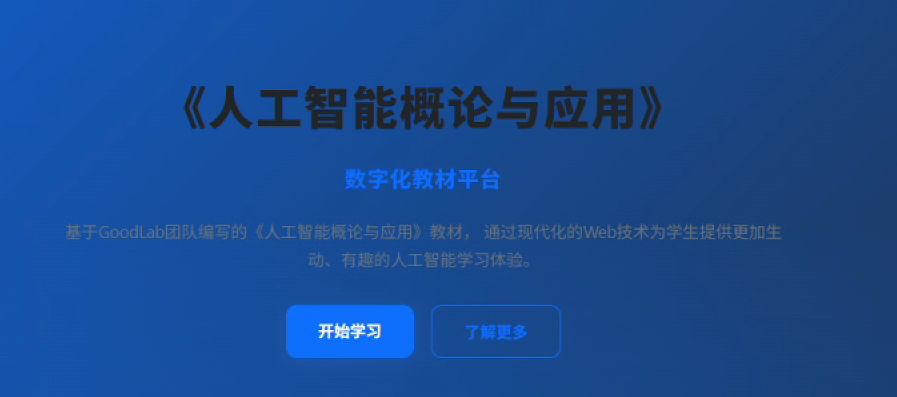 《人工智能概论与应用》
数字化教材平台
基于GoodLab团队编写的《人工智能概论与应用》教材， 通过现代化的Web技术为学生提供更加生
动、有趣的人工智能学习体验。
开始学习
了解更多